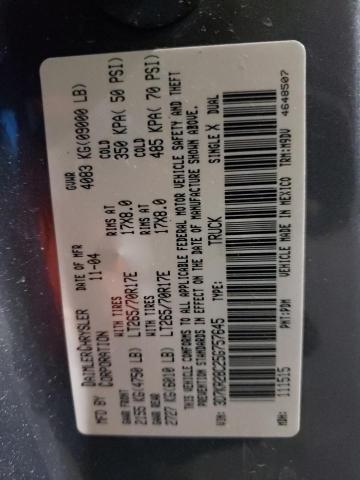 DAIMLERCHRYSLER CORPORATION
DATE OF MFR 11-04
GVWR 4083 KG(09000 LB)
GAWR FRONT WITH TIRES RIMS AT COLD
2155 KG(4750 LB) LT265/70R17E 17X8.0 350 KPA( 50 PSI)
GAWR REAR WITH TIRES RIMS AT COLD
2727 KG(6010 LB) LT265/70R17E 17X8.0 485 KPA( 70 PSI)
THIS VEHICLE CONFORMS TO ALL APPLICABLE FEDERAL MOTOR VEHICLE SAFETY AND THEFT
PREVENTION STANDARDS IN EFFECT ON THE DATE OF MANUFACTURE SHOWN ABOVE.
VIN: 3D7KR28C25G757645 TYPE: TRUCK SINGLE X DUAL
MDH: 111515 PNT:PDM VEHICLE MADE IN MEXICO TRM:M9DV 4648507